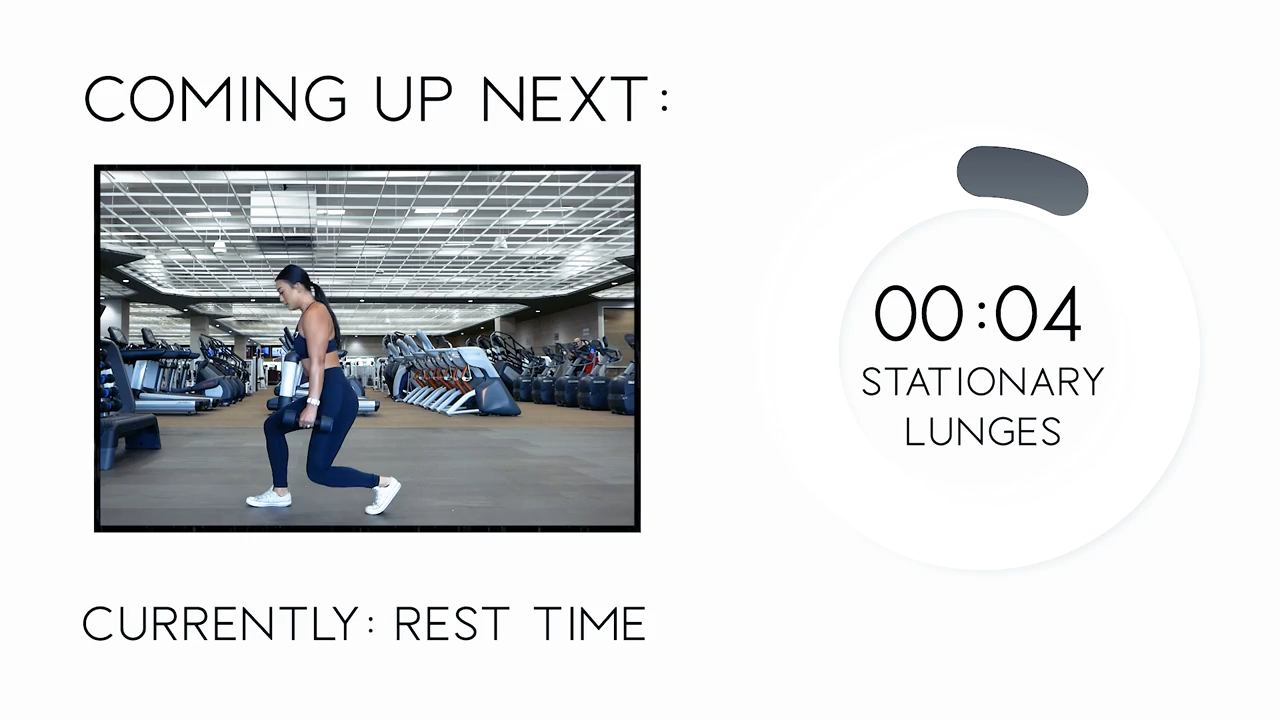 COMING UP NEXT:
00:04
STATIONARY
LUNGES
CURRENTLY: REST TIME